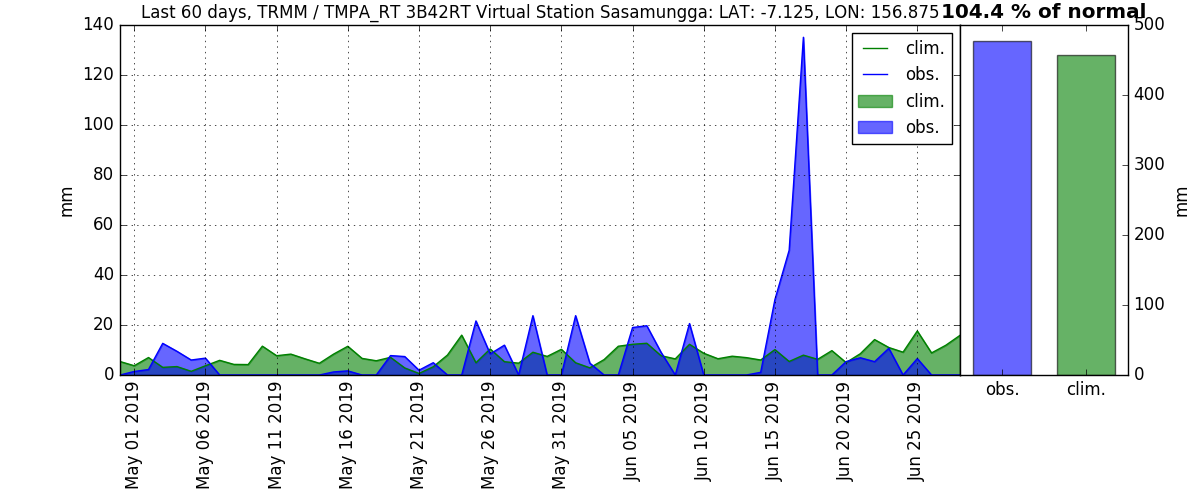 Last 60 days, TRMM / TMPA_RT 3B42RT Virtual Station Sasamungga: LAT: -7.125, LON: 156.875
104.4 % of normal
140
120
100
80
60
40
20
0
mm
clim.
obs.
clim.
obs.
500
400
300
200
100
0
mm
May 01 2019
May 06 2019
May 11 2019
May 16 2019
May 21 2019
May 26 2019
May 31 2019
Jun 05 2019
Jun 10 2019
Jun 15 2019
Jun 20 2019
Jun 25 2019
obs.
clim.